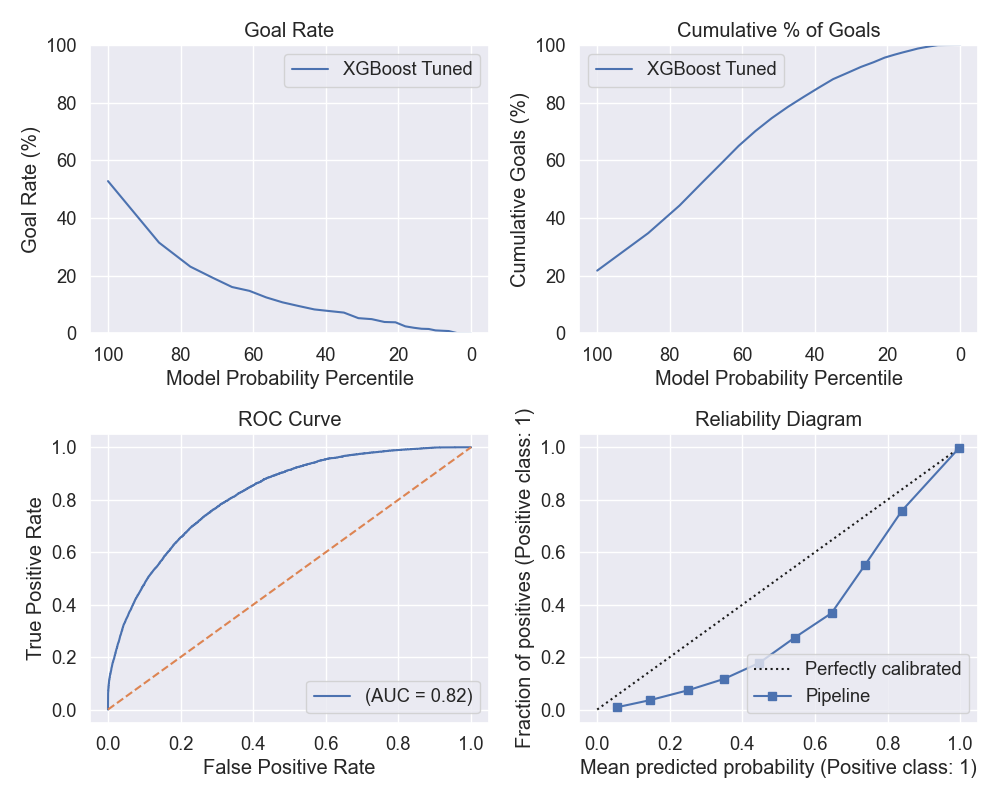 Goal Rate
XGBoost Tuned
Goal Rate (%)
100
80
60
40
20
0
100 80 60 40 20 0
Model Probability Percentile
Cumulative % of Goals
XGBoost Tuned
Cumulative Goals (%)
100
80
60
40
20
0
100 80 60 40 20 0
Model Probability Percentile
ROC Curve
True Positive Rate
1.0
0.8
0.6
0.4
0.2
0.0
(AUC = 0.82)
0.0 0.2 0.4 0.6 0.8 1.0
False Positive Rate
Reliability Diagram
Fraction of positives (Positive class: 1)
1.0
0.8
0.6
0.4
0.2
0.0
Perfectly calibrated
Pipeline
0.0 0.2 0.4 0.6 0.8 1.0
Mean predicted probability (Positive class: 1)